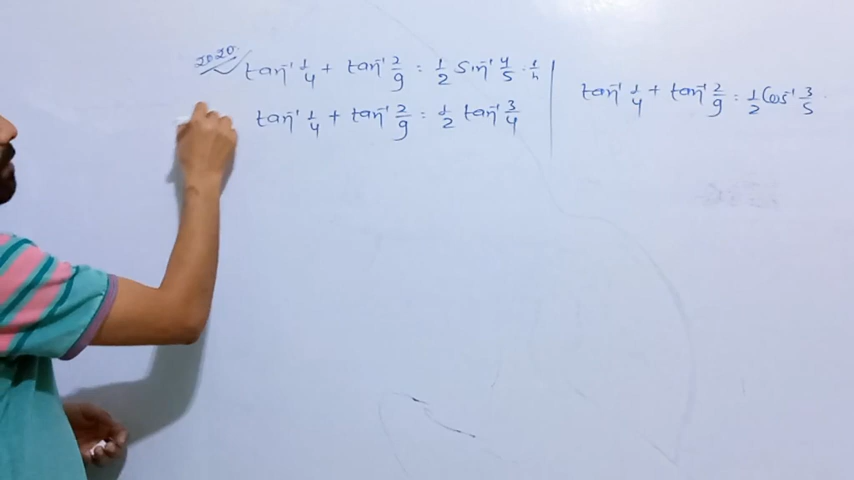 2020.
tan⁻¹ 1/4 + tan⁻¹ 2/9 = 1/2 Sin⁻¹ 4/5
tan⁻¹ 1/4 + tan⁻¹ 2/9 = 1/2 tan⁻¹ 3/4
tan⁻¹ 1/4 + tan⁻¹ 2/9 = 1/2 Cos⁻¹ 3/5